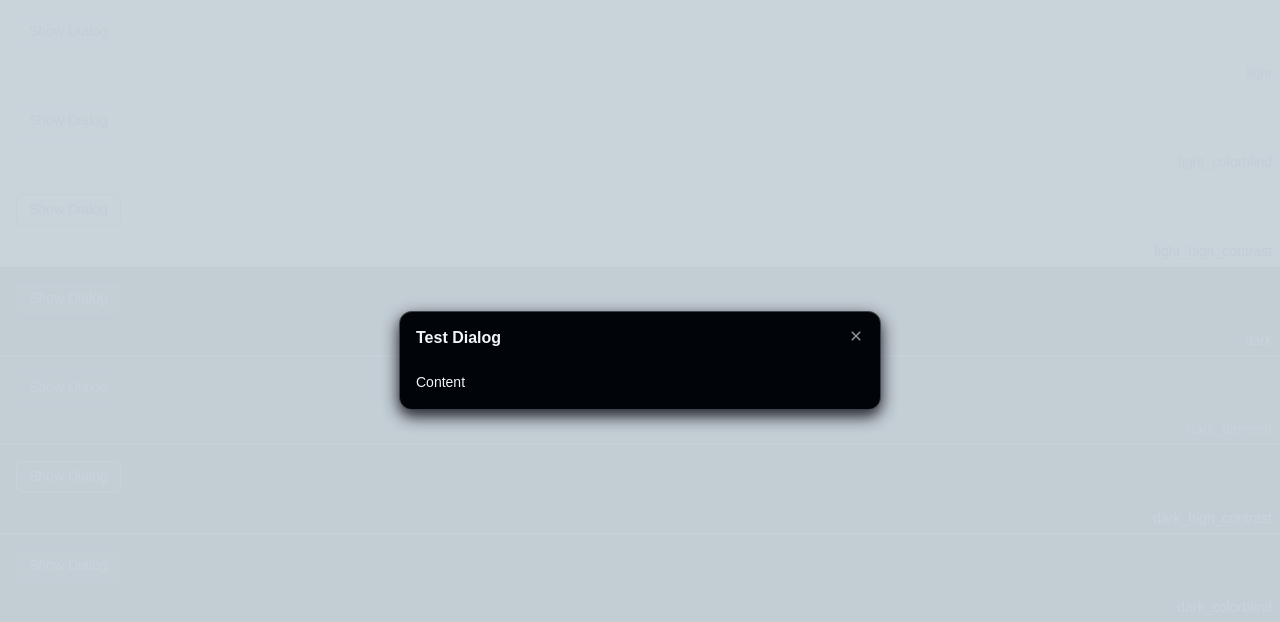 Show Dialog
light
Show Dialog
light_colorblind
Show Dialog
light_high_contrast
Show Dialog
Test Dialog
dark
Content
Show Dialog
dark_dimmed
Show Dialog
dark_high_contrast
Show Dialog
dark_colorblind